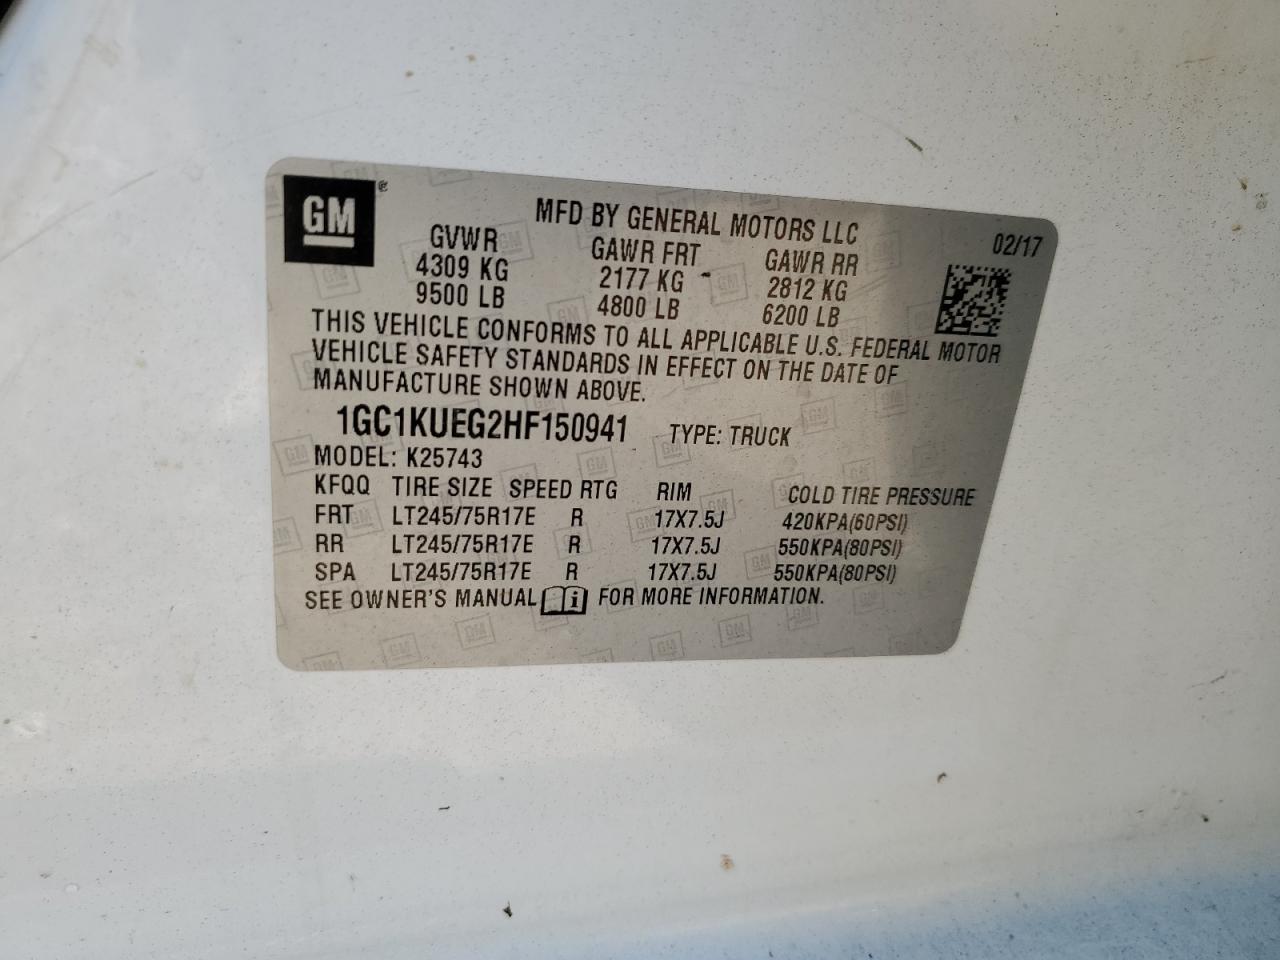 GM ®
MFD BY GENERAL MOTORS LLC
02/17
GVWR GAWR FRT GAWR RR
4309 KG 2177 KG 2812 KG
9500 LB 4800 LB 6200 LB
THIS VEHICLE CONFORMS TO ALL APPLICABLE U.S. FEDERAL MOTOR
VEHICLE SAFETY STANDARDS IN EFFECT ON THE DATE OF
MANUFACTURE SHOWN ABOVE.
1GC1KUEG2HF150941 TYPE: TRUCK
MODEL: K25743
KFQQ TIRE SIZE SPEED RTG RIM COLD TIRE PRESSURE
FRT LT245/75R17E R 17X7.5J 420KPA(60PSI)
RR LT245/75R17E R 17X7.5J 550KPA(80PSI)
SPA LT245/75R17E R 17X7.5J 550KPA(80PSI)
SEE OWNER'S MANUAL i FOR MORE INFORMATION.